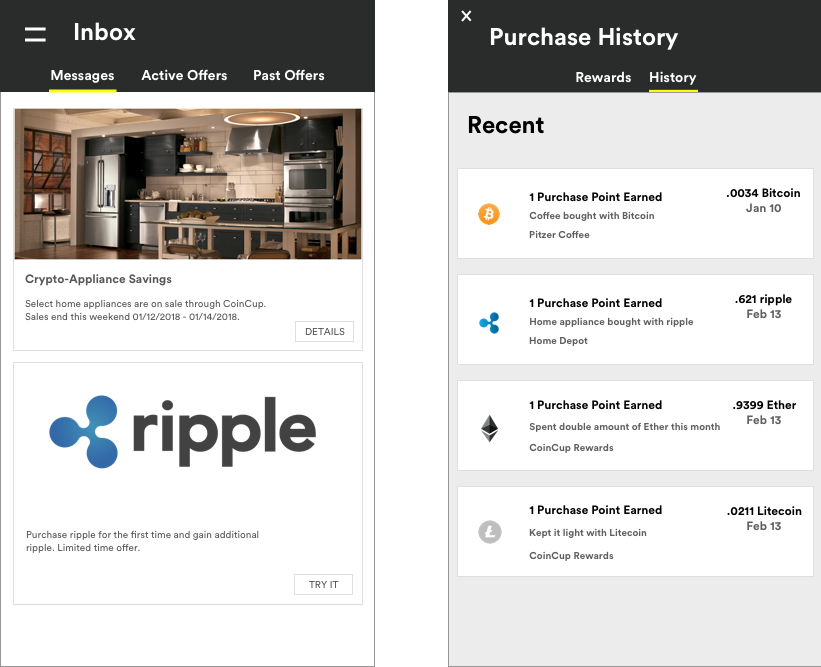 Inbox
Messages Active Offers Past Offers
Crypto-Appliance Savings
Select home appliances are on sale through CoinCup.
Sales end this weekend 01/12/2018 - 01/14/2018.
DETAILS
ripple
Purchase ripple for the first time and gain additional
ripple. Limited time offer.
TRY IT
X
Purchase History
Rewards History
Recent
1 Purchase Point Earned
Coffee bought with Bitcoin
Pitzer Coffee
.0034 Bitcoin
Jan 10
1 Purchase Point Earned
Home appliance bought with ripple
Home Depot
.621 ripple
Feb 13
1 Purchase Point Earned
Spent double amount of Ether this month
CoinCup Rewards
.9399 Ether
Feb 13
1 Purchase Point Earned
Kept it light with Litecoin
CoinCup Rewards
.0211 Litecoin
Feb 13